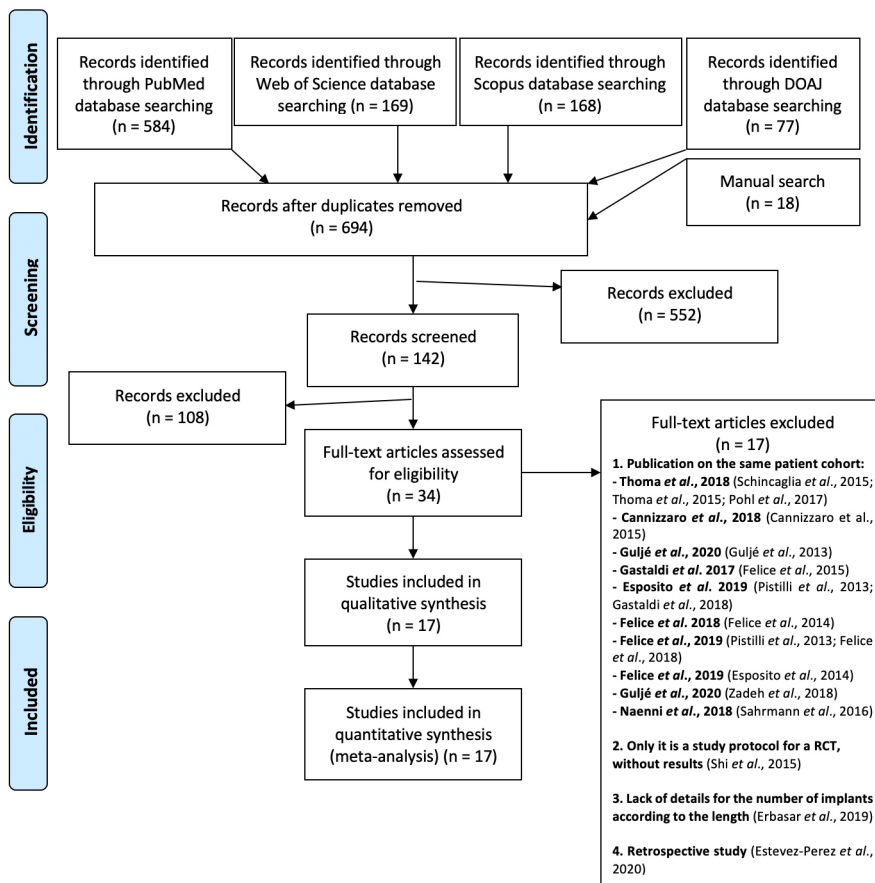 Identification
Records identified
through PubMed
database searching
(n = 584)
Records identified through
Web of Science database
searching (n = 169)
Records identified through
Scopus database searching
(n = 168)
Records identified
through DOAJ
database searching
(n = 77)
Manual search
(n = 18)
Records after duplicates removed
(n = 694)
Screening
Records excluded
(n = 552)
Records screened
(n = 142)
Records excluded
(n = 108)
Eligibility
Full-text articles assessed
for eligibility
(n = 34)
Full-text articles excluded
(n = 17)
1. Publication on the same patient cohort:
- Thoma et al., 2018 (Schincaglia et al., 2015;
Thoma et al., 2015; Pohl et al., 2017)
- Cannizzaro et al., 2018 (Cannizzaro et al.,
2015)
- Guljé et al., 2020 (Guljé et al., 2013)
- Gastaldi et al. 2017 (Felice et al., 2015)
- Esposito et al. 2019 (Pistilli et al., 2013;
Gastaldi et al., 2018)
- Felice et al. 2018 (Felice et al., 2014)
- Felice et al., 2019 (Pistilli et al., 2013; Felice
et al., 2018)
- Felice et al., 2019 (Esposito et al., 2014)
- Guljé et al., 2020 (Zadeh et al., 2018)
- Naenni et al., 2018 (Sahrmann et al., 2016)
2. Only it is a study protocol for a RCT,
without results (Shi et al., 2015)
3. Lack of details for the number of implants
according to the length (Erbasar et al., 2019)
4. Retrospective study (Estevez-Perez et al.,
2020)
Studies included in
qualitative synthesis
(n = 17)
Included
Studies included in
quantitative synthesis
(meta-analysis) (n = 17)